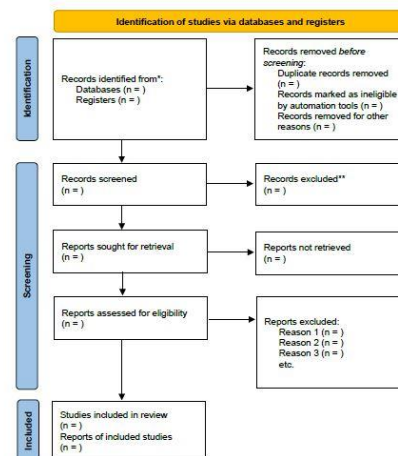 Identification of studies via databases and registers
Identification
Records identified from*:
Databases (n = )
Registers (n = )
Records removed before
screening:
Duplicate records removed
(n = )
Records marked as ineligible
by automation tools (n = )
Records removed for other
reasons (n = )
Screening
Records screened
(n = )
Records excluded**
(n = )
Reports sought for retrieval
(n = )
Reports not retrieved
(n = )
Reports assessed for eligibility
(n = )
Reports excluded:
Reason 1 (n = )
Reason 2 (n = )
Reason 3 (n = )
etc.
Included
Studies included in review
(n = )
Reports of included studies
(n = )